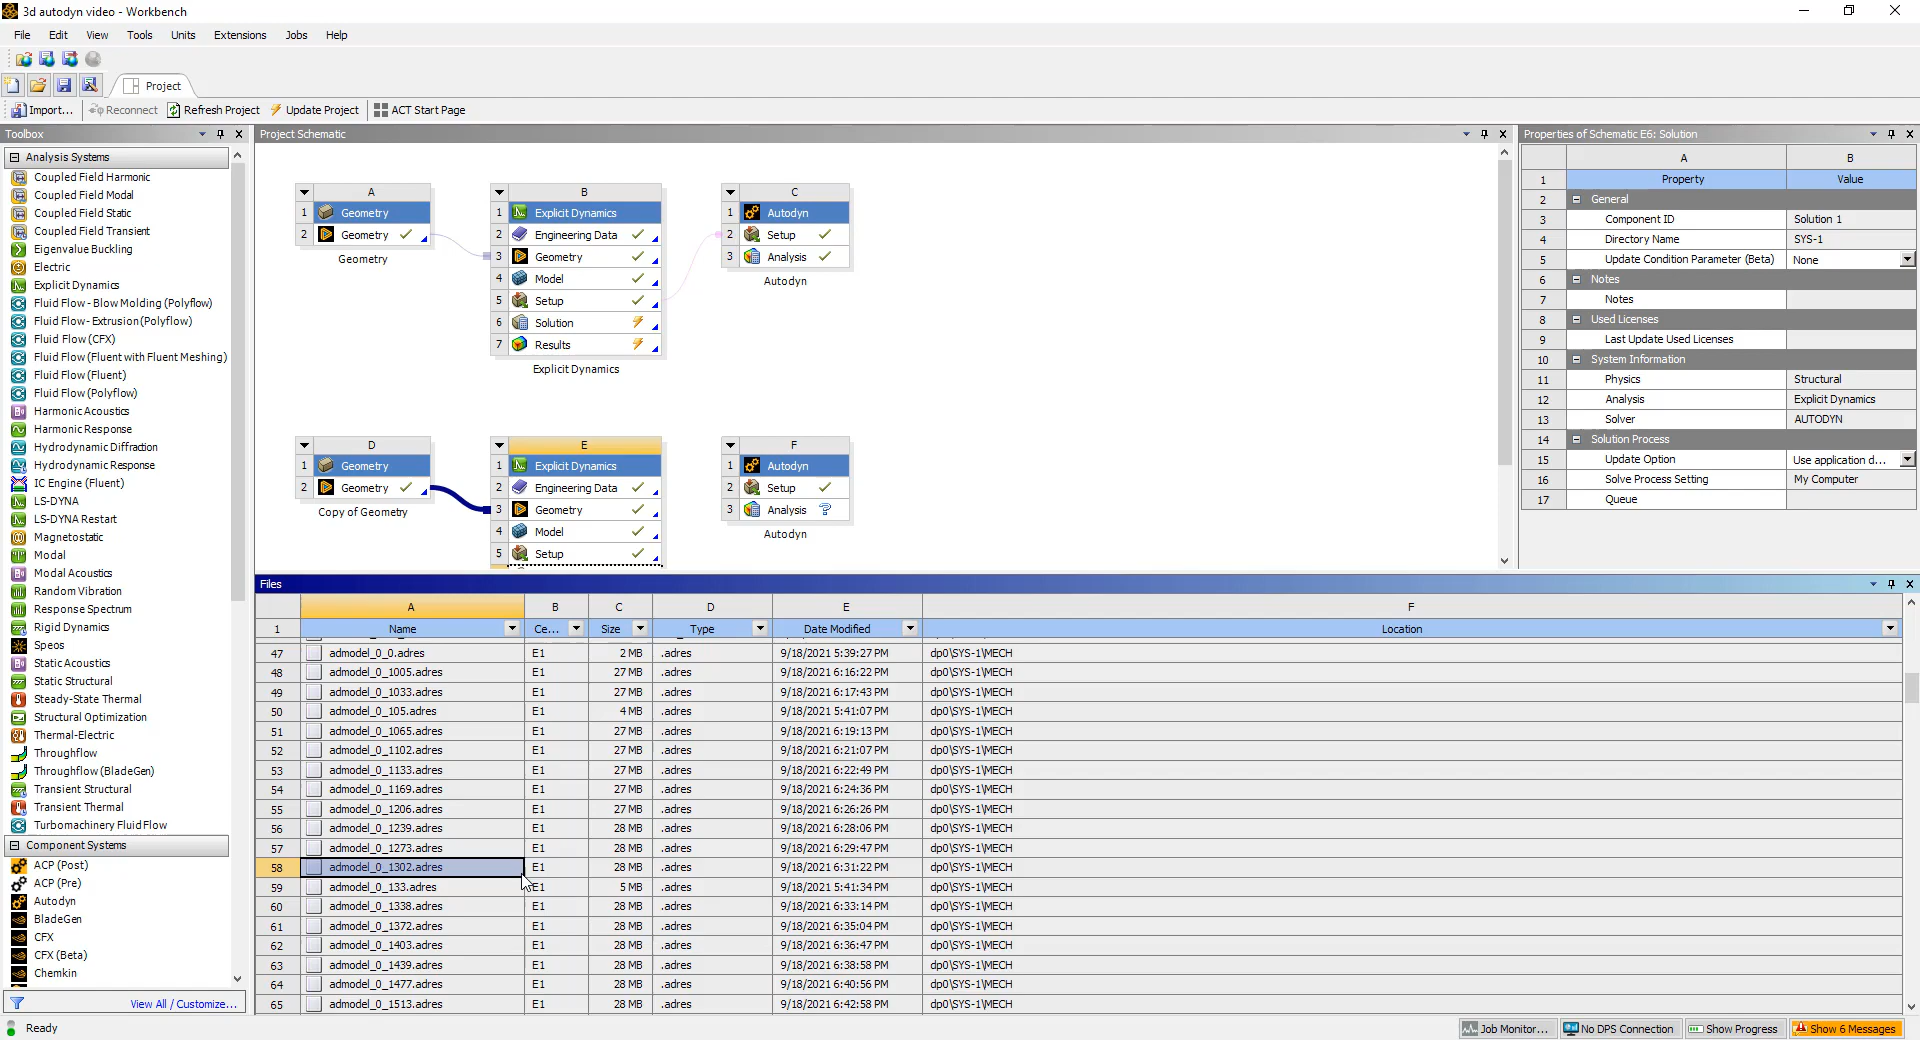 3d autodyn video - Workbench
File Edit View Tools Units Extensions Jobs Help
Project
Import... Reconnect Refresh Project Update Project ACT Start Page
Toolbox
Analysis Systems
Coupled Field Harmonic
Coupled Field Modal
Coupled Field Static
Coupled Field Transient
Eigenvalue Buckling
Electric
Explicit Dynamics
Fluid Flow - Blow Molding (Polyflow)
Fluid Flow - Extrusion (Polyflow)
Fluid Flow (CFX)
Fluid Flow (Fluent with Fluent Meshing)
Fluid Flow (Fluent)
Fluid Flow (Polyflow)
Harmonic Acoustics
Harmonic Response
Hydrodynamic Diffraction
Hydrodynamic Response
IC Engine (Fluent)
LS-DYNA
LS-DYNA Restart
Magnetostatic
Modal
Modal Acoustics
Random Vibration
Response Spectrum
Rigid Dynamics
Speos
Static Acoustics
Static Structural
Steady-State Thermal
Structural Optimization
Thermal-Electric
Throughflow
Throughflow (BladeGen)
Transient Structural
Transient Thermal
Turbomachinery Fluid Flow
Component Systems
ACP (Post)
ACP (Pre)
Autodyn
BladeGen
CFX
CFX (Beta)
Chemkin
View All / Customize...
Project Schematic
A
1 Geometry
2 Geometry
Geometry
B
1 Explicit Dynamics
2 Engineering Data
3 Geometry
4 Model
5 Setup
6 Solution
7 Results
Explicit Dynamics
C
1 Autodyn
2 Setup
3 Analysis
Autodyn
D
1 Geometry
2 Geometry
Copy of Geometry
E
1 Explicit Dynamics
2 Engineering Data
3 Geometry
4 Model
5 Setup
F
1 Autodyn
2 Setup
3 Analysis
Autodyn
Properties of Schematic E6: Solution
A B
1 Property Value
2 General
3 Component ID Solution 1
4 Directory Name SYS-1
5 Update Condition Parameter (Beta) None
6 Notes
7 Notes
8 Used Licenses
9 Last Update Used Licenses
10 System Information
11 Physics Structural
12 Analysis Explicit Dynamics
13 Solver AUTODYN
14 Solution Process
15 Update Option Use application d...
16 Solve Process Setting My Computer
17 Queue
Files
A B C D E F
1 Name Ce... Size Type Date Modified Location
47 admodel_0_0.adres E1 2 MB .adres 9/18/2021 5:39:27 PM dp0\SYS-1\MECH
48 admodel_0_1005.adres E1 27 MB .adres 9/18/2021 6:16:22 PM dp0\SYS-1\MECH
49 admodel_0_1033.adres E1 27 MB .adres 9/18/2021 6:17:43 PM dp0\SYS-1\MECH
50 admodel_0_105.adres E1 4 MB .adres 9/18/2021 5:41:07 PM dp0\SYS-1\MECH
51 admodel_0_1065.adres E1 27 MB .adres 9/18/2021 6:19:13 PM dp0\SYS-1\MECH
52 admodel_0_1102.adres E1 27 MB .adres 9/18/2021 6:21:07 PM dp0\SYS-1\MECH
53 admodel_0_1133.adres E1 27 MB .adres 9/18/2021 6:22:49 PM dp0\SYS-1\MECH
54 admodel_0_1169.adres E1 27 MB .adres 9/18/2021 6:24:36 PM dp0\SYS-1\MECH
55 admodel_0_1206.adres E1 27 MB .adres 9/18/2021 6:26:26 PM dp0\SYS-1\MECH
56 admodel_0_1239.adres E1 28 MB .adres 9/18/2021 6:28:06 PM dp0\SYS-1\MECH
57 admodel_0_1273.adres E1 28 MB .adres 9/18/2021 6:29:47 PM dp0\SYS-1\MECH
58 admodel_0_1302.adres E1 28 MB .adres 9/18/2021 6:31:22 PM dp0\SYS-1\MECH
59 admodel_0_133.adres E1 5 MB .adres 9/18/2021 5:41:34 PM dp0\SYS-1\MECH
60 admodel_0_1338.adres E1 28 MB .adres 9/18/2021 6:33:14 PM dp0\SYS-1\MECH
61 admodel_0_1372.adres E1 28 MB .adres 9/18/2021 6:35:04 PM dp0\SYS-1\MECH
62 admodel_0_1403.adres E1 28 MB .adres 9/18/2021 6:36:47 PM dp0\SYS-1\MECH
63 admodel_0_1439.adres E1 28 MB .adres 9/18/2021 6:38:58 PM dp0\SYS-1\MECH
64 admodel_0_1477.adres E1 28 MB .adres 9/18/2021 6:40:56 PM dp0\SYS-1\MECH
65 admodel_0_1513.adres E1 28 MB .adres 9/18/2021 6:42:58 PM dp0\SYS-1\MECH
Ready
Job Monitor... No DPS Connection Show Progress Show 6 Messages